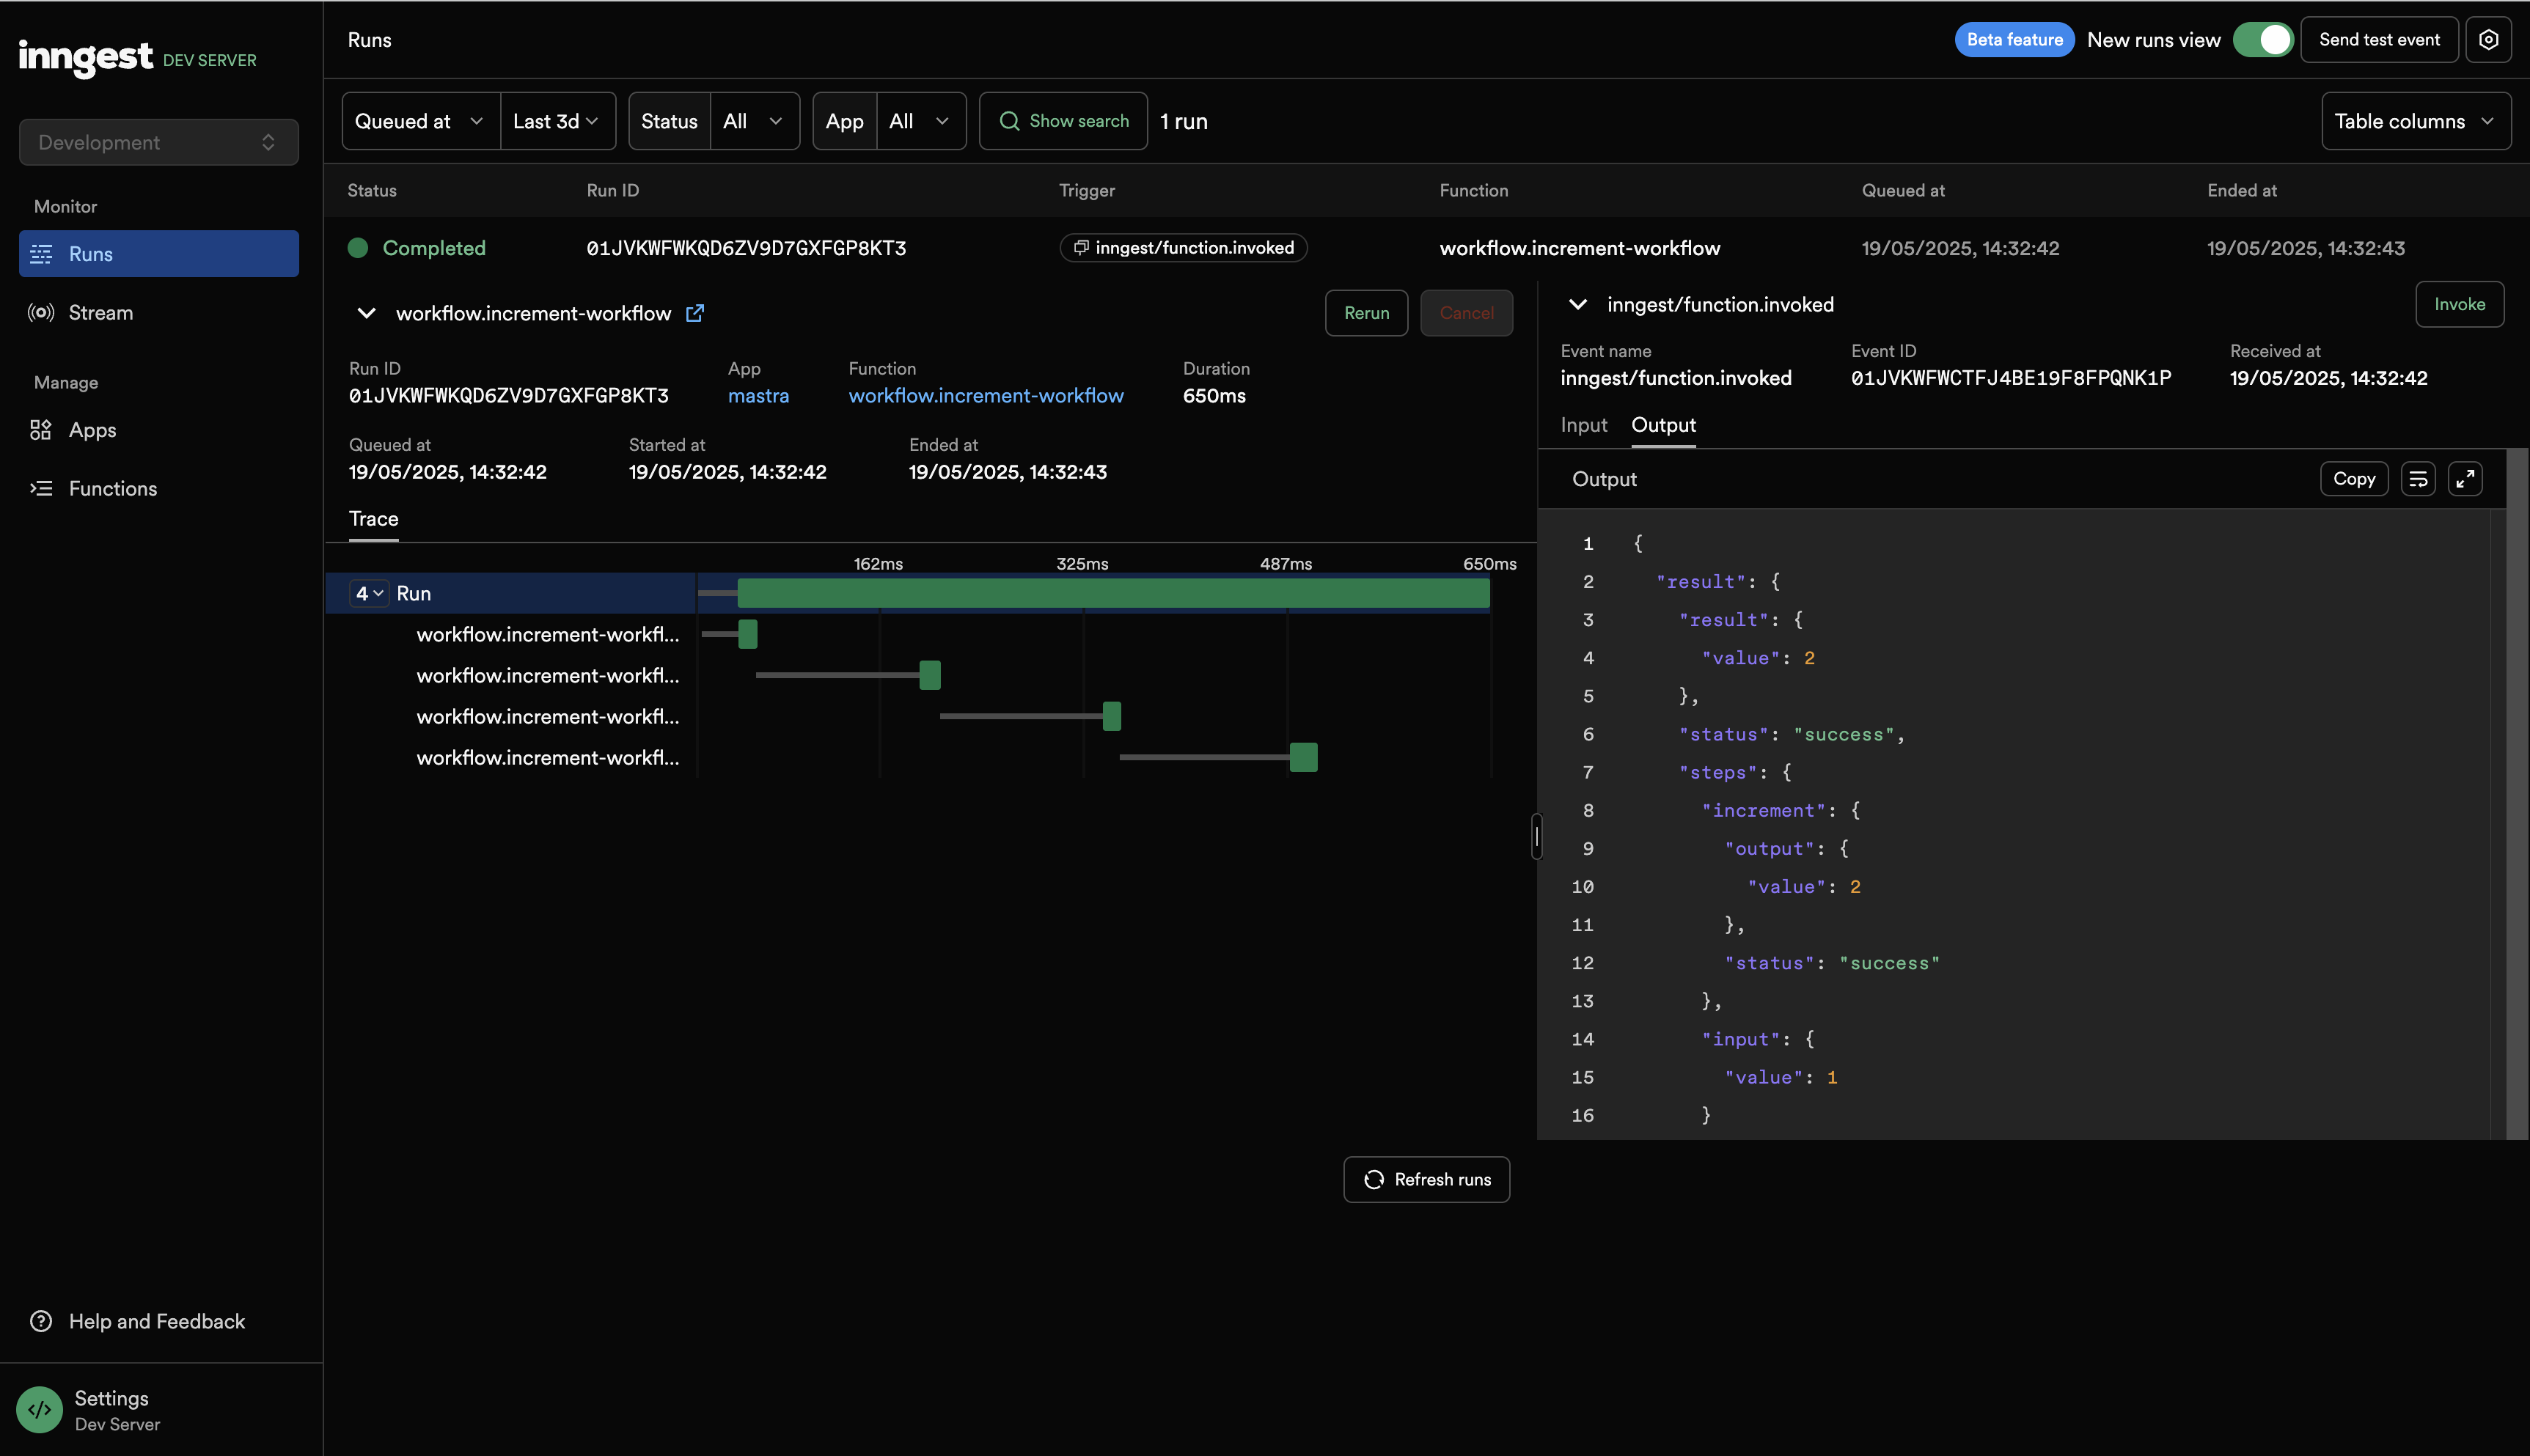 inngest DEV SERVER
Development
Monitor
Runs
Stream
Manage
Apps
Functions
Help and Feedback
Settings
Dev Server
Runs
Beta feature New runs view Send test event
Queued at Last 3d Status All App All Show search 1 run Table columns
Status Run ID Trigger Function Queued at Ended at
Completed 01JVKWFWKQD6ZV9D7GXFGP8KT3 inngest/function.invoked workflow.increment-workflow 19/05/2025, 14:32:42 19/05/2025, 14:32:43
workflow.increment-workflow Rerun Cancel
Run ID App Function Duration
01JVKWFWKQD6ZV9D7GXFGP8KT3 mastra workflow.increment-workflow 650ms
Queued at Started at Ended at
19/05/2025, 14:32:42 19/05/2025, 14:32:42 19/05/2025, 14:32:43
Trace
162ms 325ms 487ms 650ms
4 Run
workflow.increment-workfl...
workflow.increment-workfl...
workflow.increment-workfl...
workflow.increment-workfl...
Refresh runs
inngest/function.invoked Invoke
Event name Event ID Received at
inngest/function.invoked 01JVKWFWCTFJ4BE19F8FPQNK1P 19/05/2025, 14:32:42
Input Output
Output Copy
1 {
2 "result": {
3 "result": {
4 "value": 2
5 },
6 "status": "success",
7 "steps": {
8 "increment": {
9 "output": {
10 "value": 2
11 },
12 "status": "success"
13 },
14 "input": {
15 "value": 1
16 }